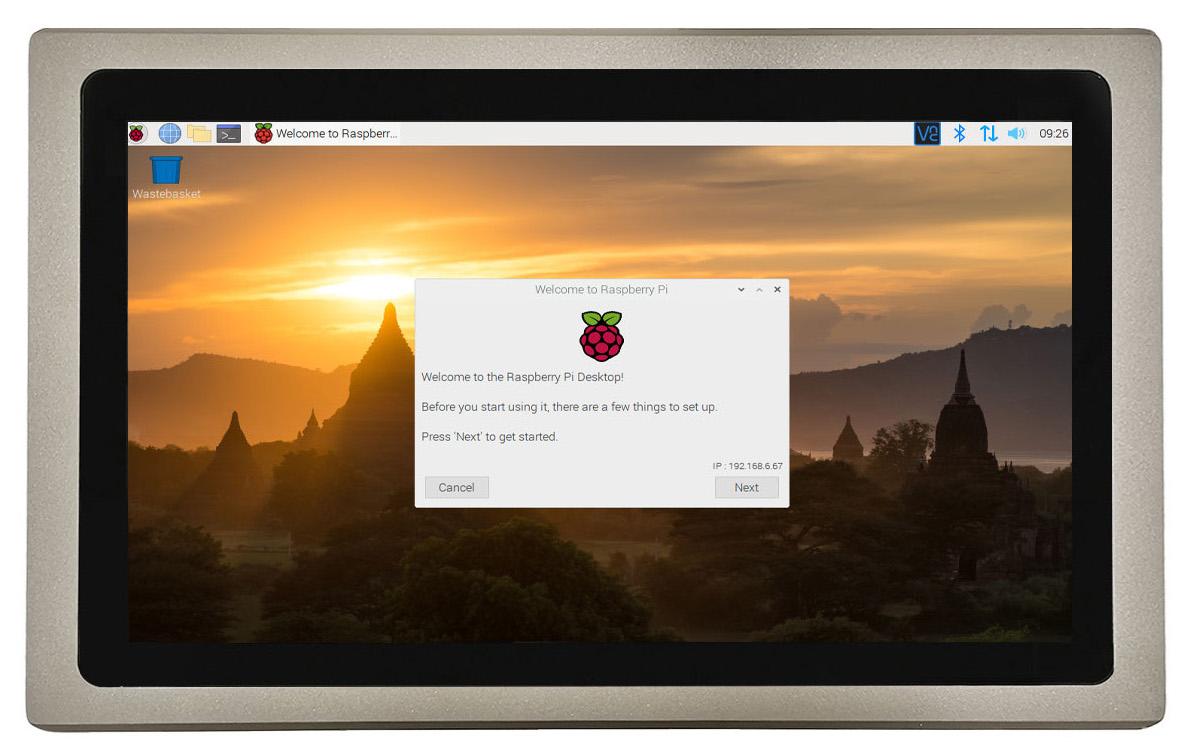 Welcome to Raspberr...
V2
09:26
Wastebasket
Welcome to Raspberry Pi
Welcome to the Raspberry Pi Desktop!
Before you start using it, there are a few things to set up.
Press 'Next' to get started.
IP : 192.168.6.67
Cancel
Next